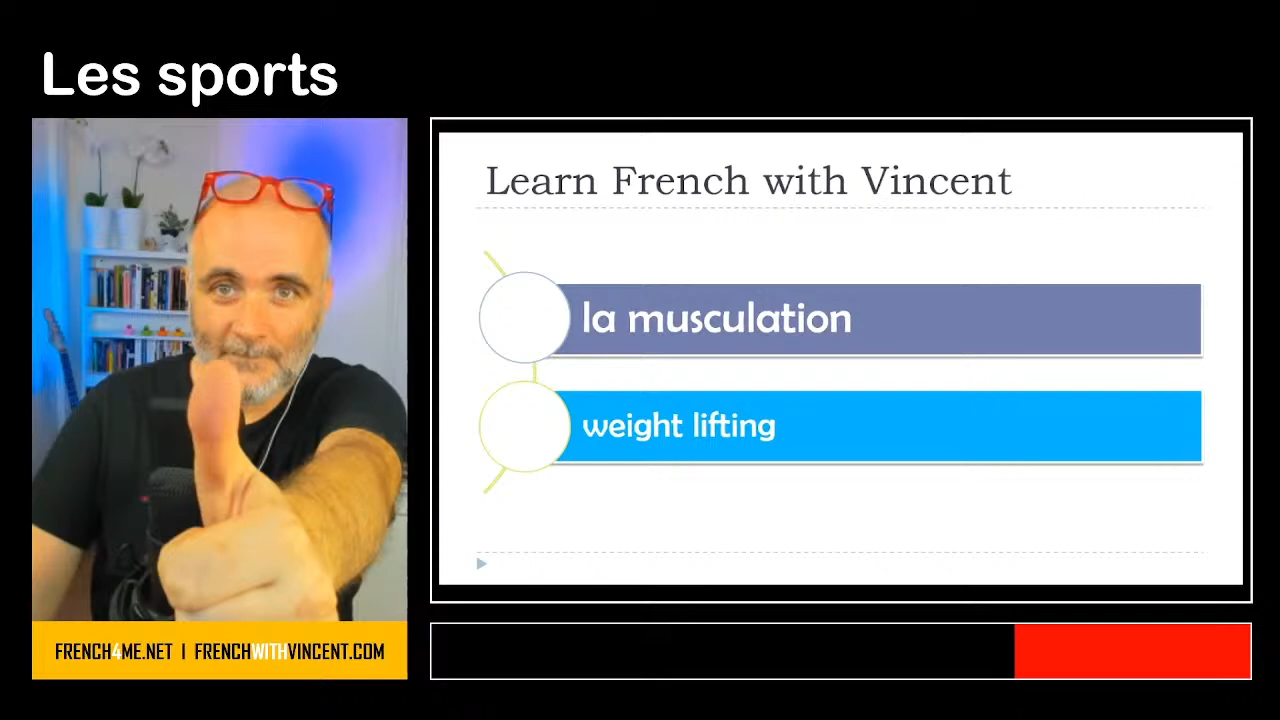 Les sports
Learn French with Vincent
la musculation
weight lifting
FRENCH4ME.NET | FRENCHWITHVINCENT.COM